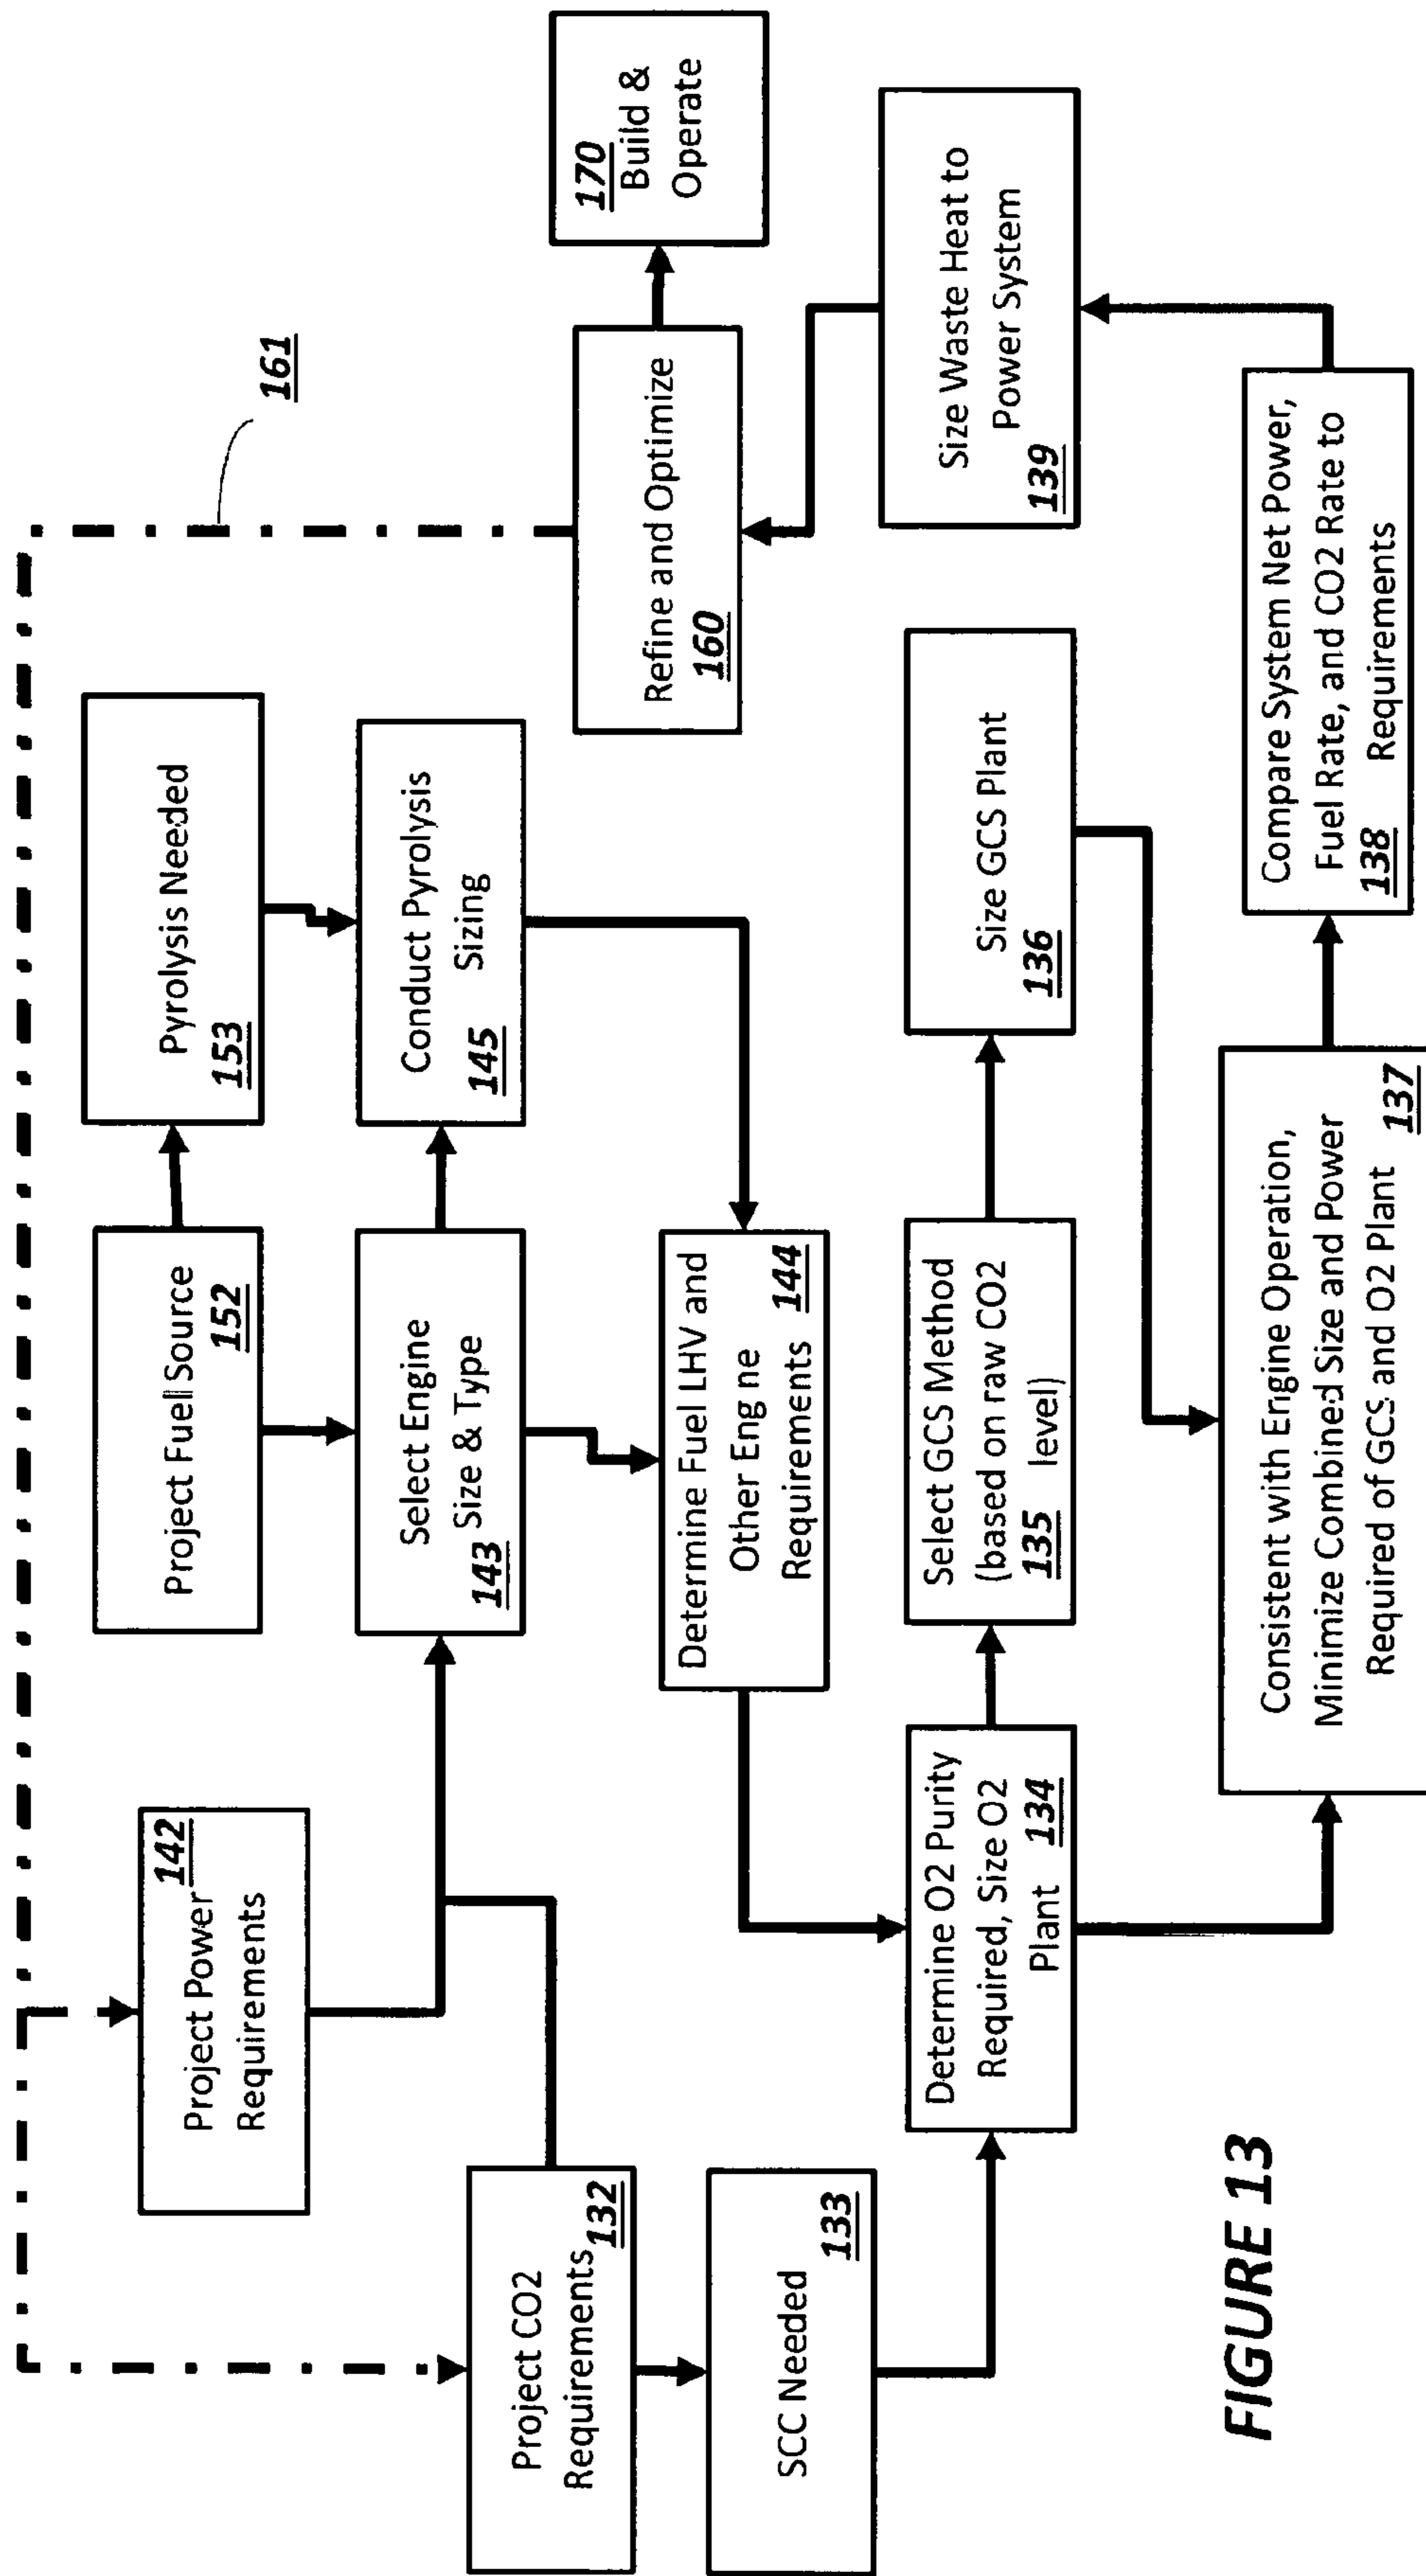 142
Project Power
Requirements
Project Fuel Source
152
Pyrolysis Needed
153
161
Select Engine
Size & Type
143
Conduct Pyrolysis
Sizing
145
Project CO2
Requirements
132
Refine and Optimize
160
170
Build &
Operate
Determine Fuel LHV and
Other Eng ne
Requirements
144
SCC Needed
133
Determine O2 Purity
Required, Size O2
Plant
134
Select GCS Method
(based on raw CO2
level)
135
Size GCS Plant
136
Size Waste Heat to
Power System
139
Consistent with Engine Operation,
Minimize Combined Size and Power
Required of GCS and O2 Plant
137
Compare System Net Power,
Fuel Rate, and CO2 Rate to
Requirements
138
FIGURE 13